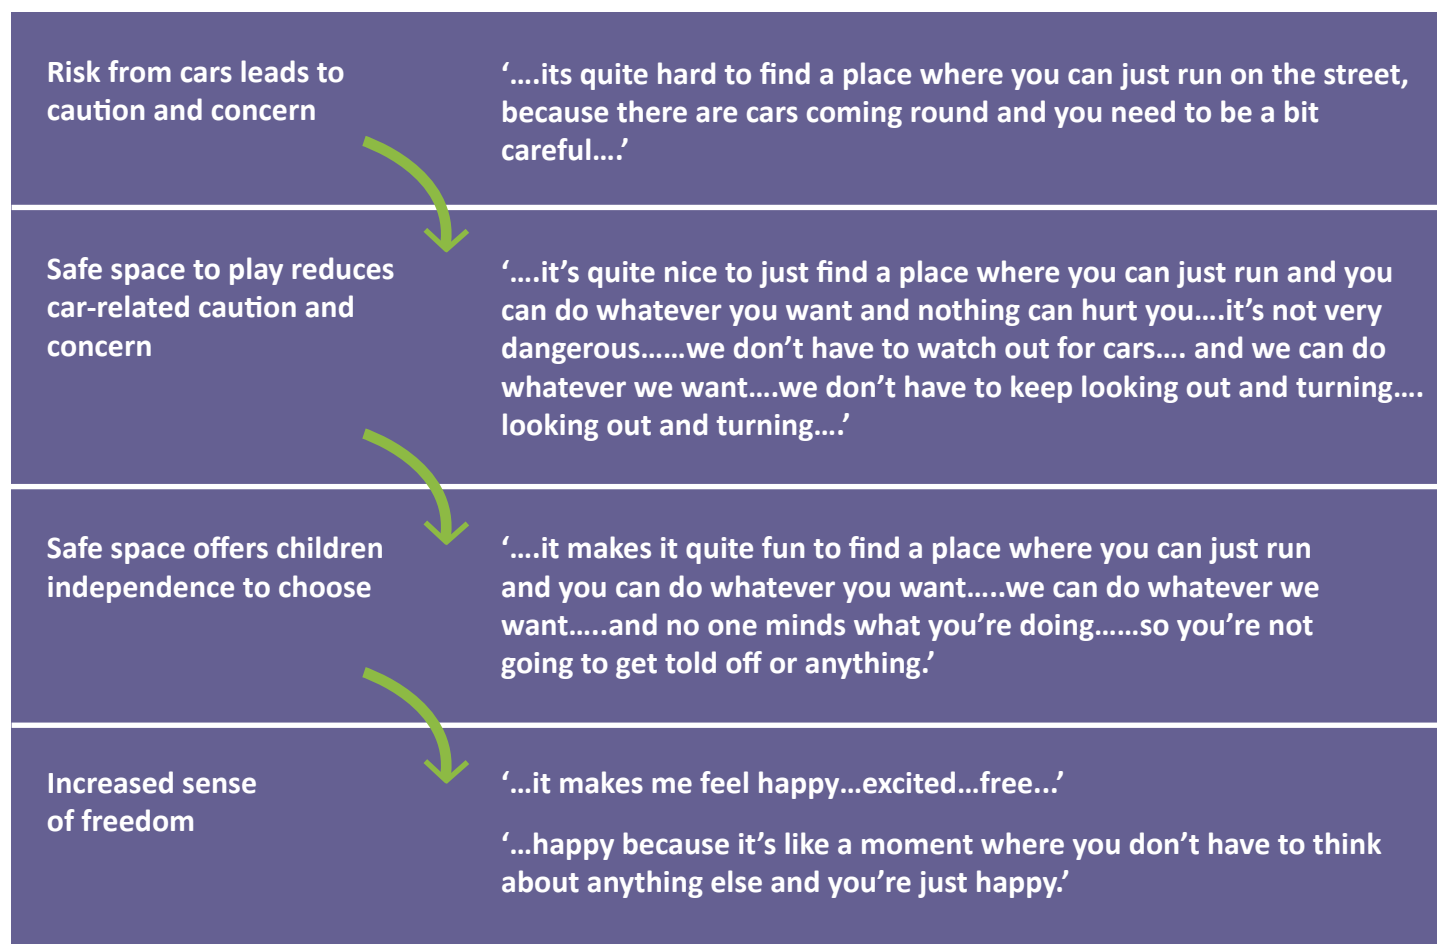 Risk from cars leads to
caution and concern
‘....its quite hard to find a place where you can just run on the street,
because there are cars coming round and you need to be a bit
careful....’
Safe space to play reduces
car-related caution and
concern
‘....it’s quite nice to just find a place where you can just run and you
can do whatever you want and nothing can hurt you....it’s not very
dangerous......we don’t have to watch out for cars.... and we can do
whatever we want....we don’t have to keep looking out and turning....
looking out and turning....’
Safe space offers children
independence to choose
‘....it makes it quite fun to find a place where you can just run
and you can do whatever you want.....we can do whatever we
want.....and no one minds what you’re doing......so you’re not
going to get told off or anything.’
Increased sense
of freedom
‘...it makes me feel happy...excited...free...’
‘...happy because it’s like a moment where you don’t have to think
about anything else and you’re just happy.’